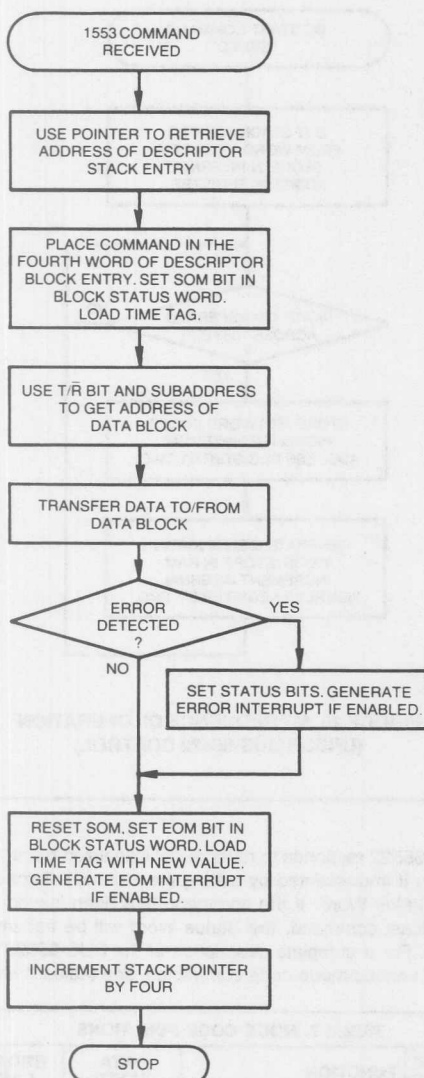 1553 COMMAND
RECEIVED
USE POINTER TO RETRIEVE
ADDRESS OF DESCRIPTOR
STACK ENTRY
PLACE COMMAND IN THE
FOURTH WORD OF DESCRIPTOR
BLOCK ENTRY. SET SOM BIT IN
BLOCK STATUS WORD.
LOAD TIME TAG.
USE T/R̄ BIT AND SUBADDRESS
TO GET ADDRESS OF
DATA BLOCK
TRANSFER DATA TO/FROM
DATA BLOCK
ERROR
DETECTED
?
YES
NO
SET STATUS BITS. GENERATE
ERROR INTERRUPT IF ENABLED.
RESET SOM. SET EOM BIT IN
BLOCK STATUS WORD. LOAD
TIME TAG WITH NEW VALUE.
GENERATE EOM INTERRUPT
IF ENABLED.
INCREMENT STACK POINTER
BY FOUR
STOP